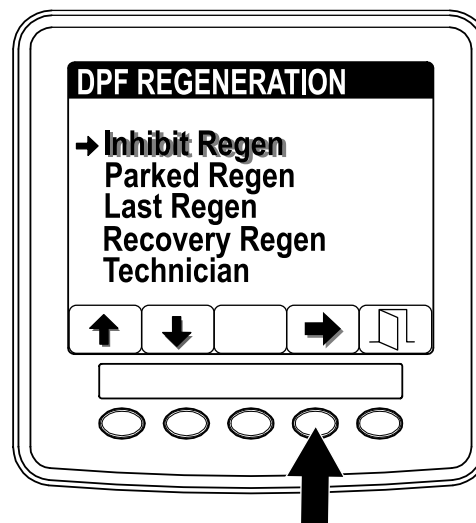 DPF REGENERATION
Inhibit Regen
Parked Regen
Last Regen
Recovery Regen
Technician